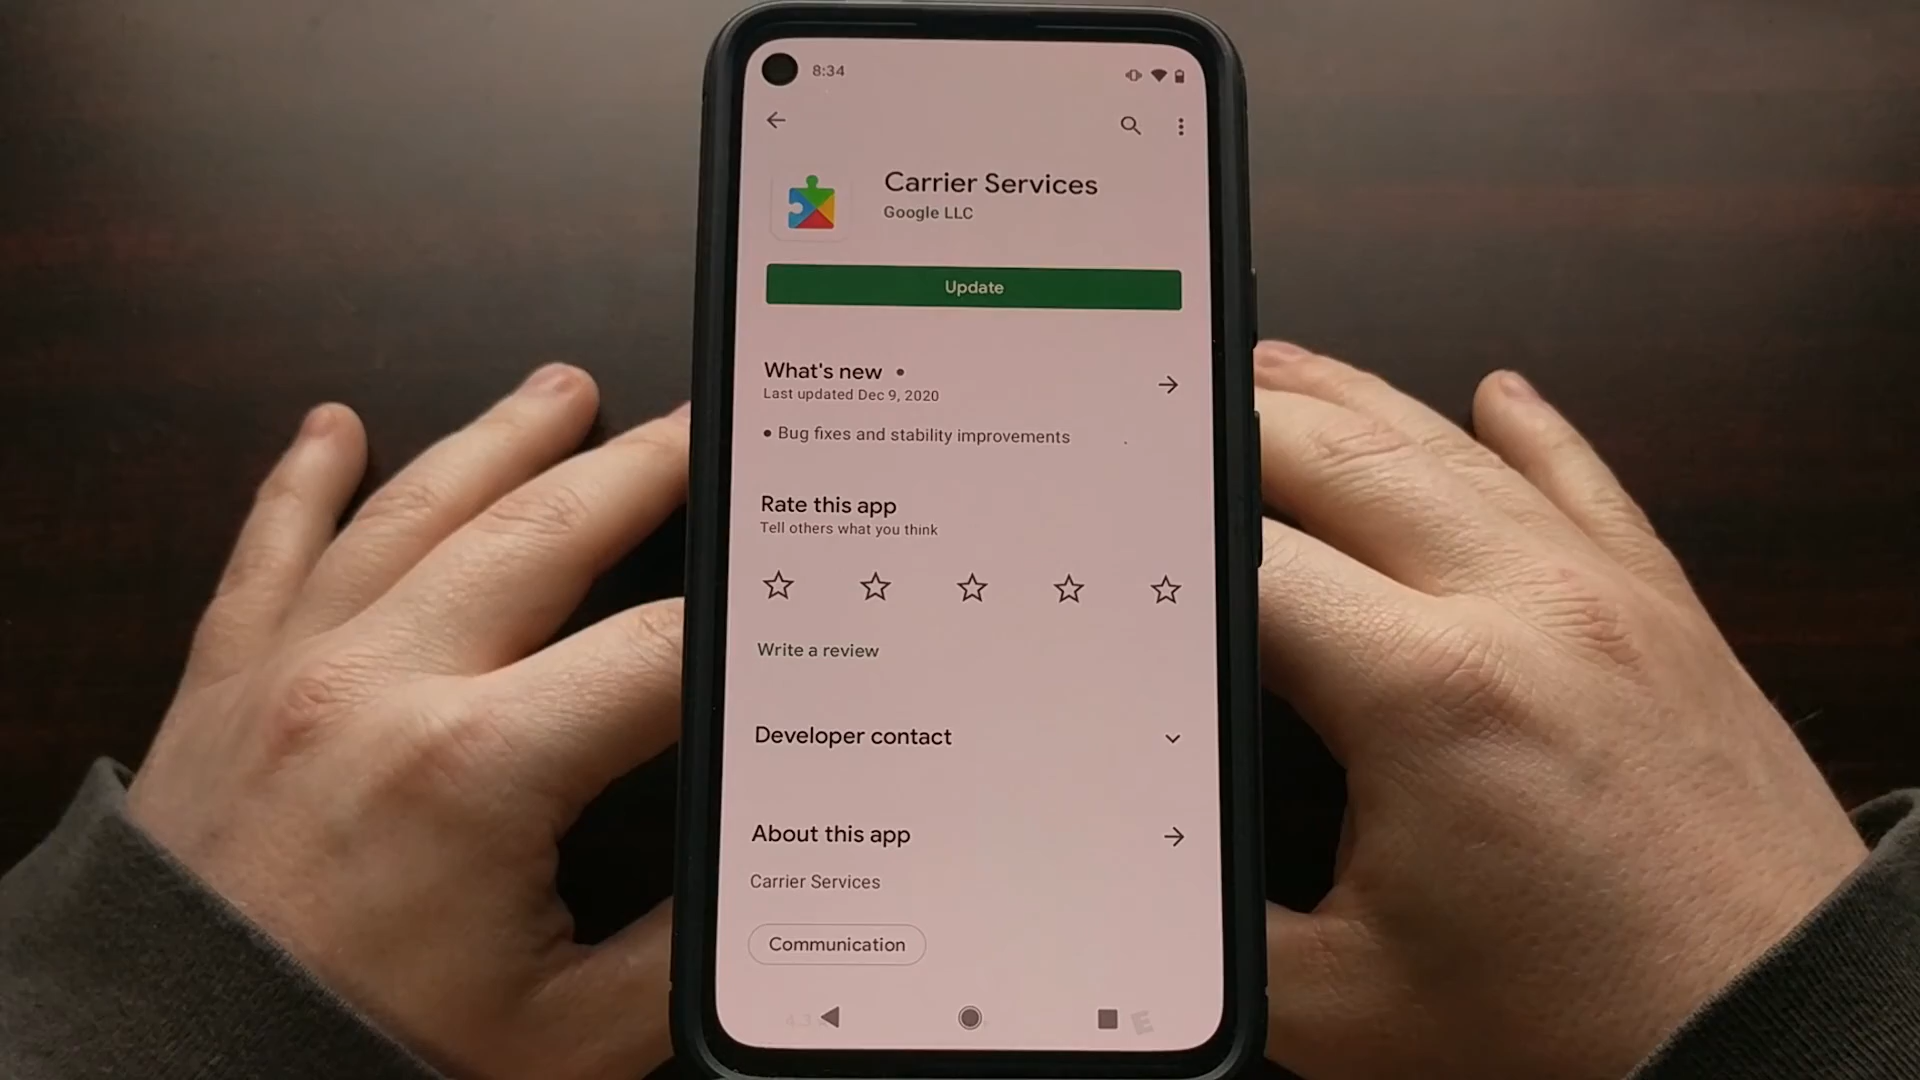 8:34
Carrier Services
Google LLC
Update
What's new •
Last updated Dec 9, 2020
• Bug fixes and stability improvements
Rate this app
Tell others what you think
Write a review
Developer contact
About this app
Carrier Services
Communication